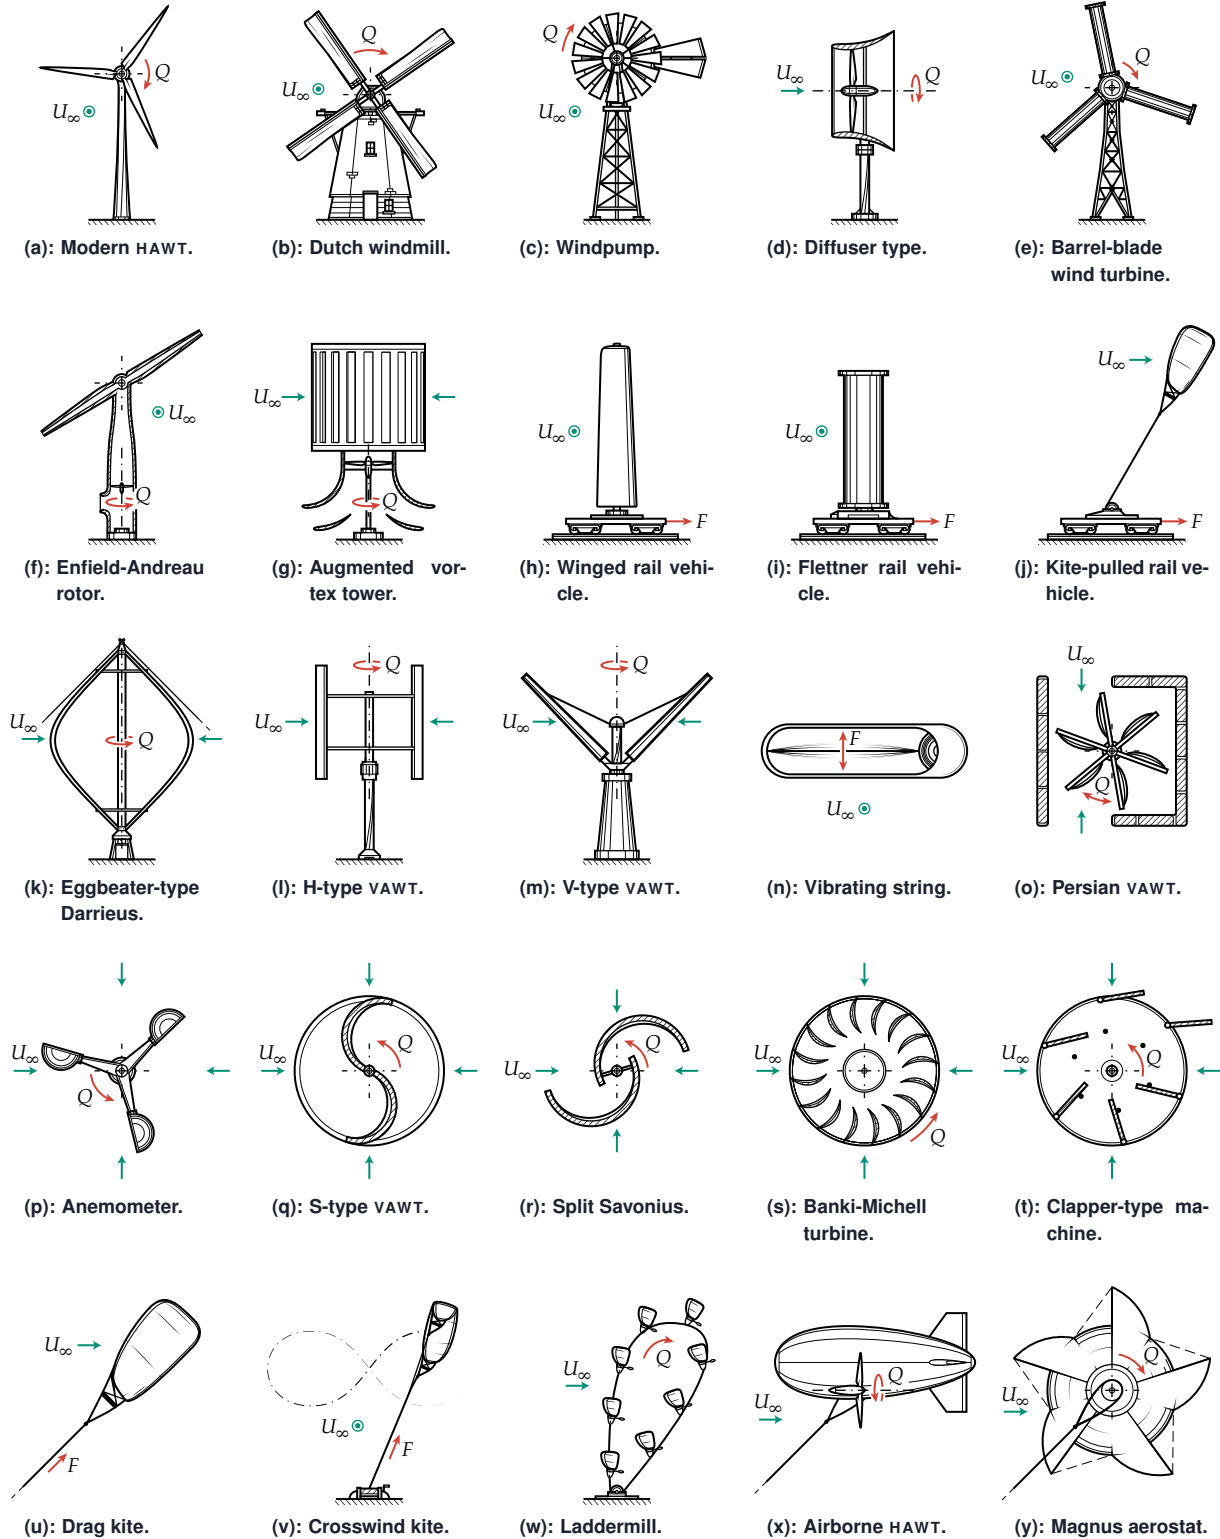 Q
U∞
Q
U∞
Q
U∞
U∞
Q
U∞
Q
(a): Modern HAWT.
(b): Dutch windmill.
(c): Windpump.
(d): Diffuser type.
(e): Barrel-blade
wind turbine.
U∞
Q
U∞
Q
U∞
F
U∞
F
U∞
F
(f): Enfield-Andreau
rotor.
(g): Augmented vor-
tex tower.
(h): Winged rail vehi-
cle.
(i): Flettner rail vehi-
cle.
(j): Kite-pulled rail ve-
hicle.
U∞
Q
U∞
Q
U∞
Q
F
U∞
U∞
Q
(k): Eggbeater-type
Darrieus.
(l): H-type VAWT.
(m): V-type VAWT.
(n): Vibrating string.
(o): Persian VAWT.
U∞
Q
U∞
Q
U∞
Q
U∞
Q
U∞
Q
(p): Anemometer.
(q): S-type VAWT.
(r): Split Savonius.
(s): Banki-Michell
turbine.
(t): Clapper-type ma-
chine.
U∞
F
U∞
F
U∞
Q
U∞
Q
U∞
Q
(u): Drag kite.
(v): Crosswind kite.
(w): Laddermill.
(x): Airborne HAWT.
(y): Magnus aerostat.